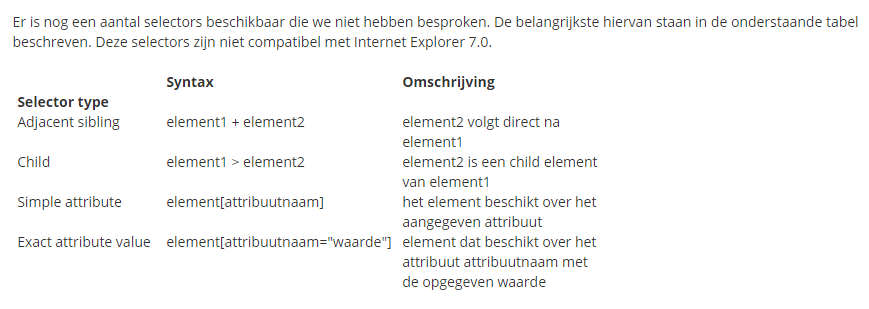 Er is nog een aantal selectors beschikbaar die we niet hebben besproken. De belangrijkste hiervan staan in de onderstaande tabel
beschreven. Deze selectors zijn niet compatibel met Internet Explorer 7.0.
Syntax Omschrijving
Selector type
Adjacent sibling element1 + element2 element2 volgt direct na
element1
Child element1 > element2 element2 is een child element
van element1
Simple attribute element[attribuutnaam] het element beschikt over het
aangegeven attribuut
Exact attribute value element[attribuutnaam="waarde"] element dat beschikt over het
attribuut attribuutnaam met
de opgegeven waarde